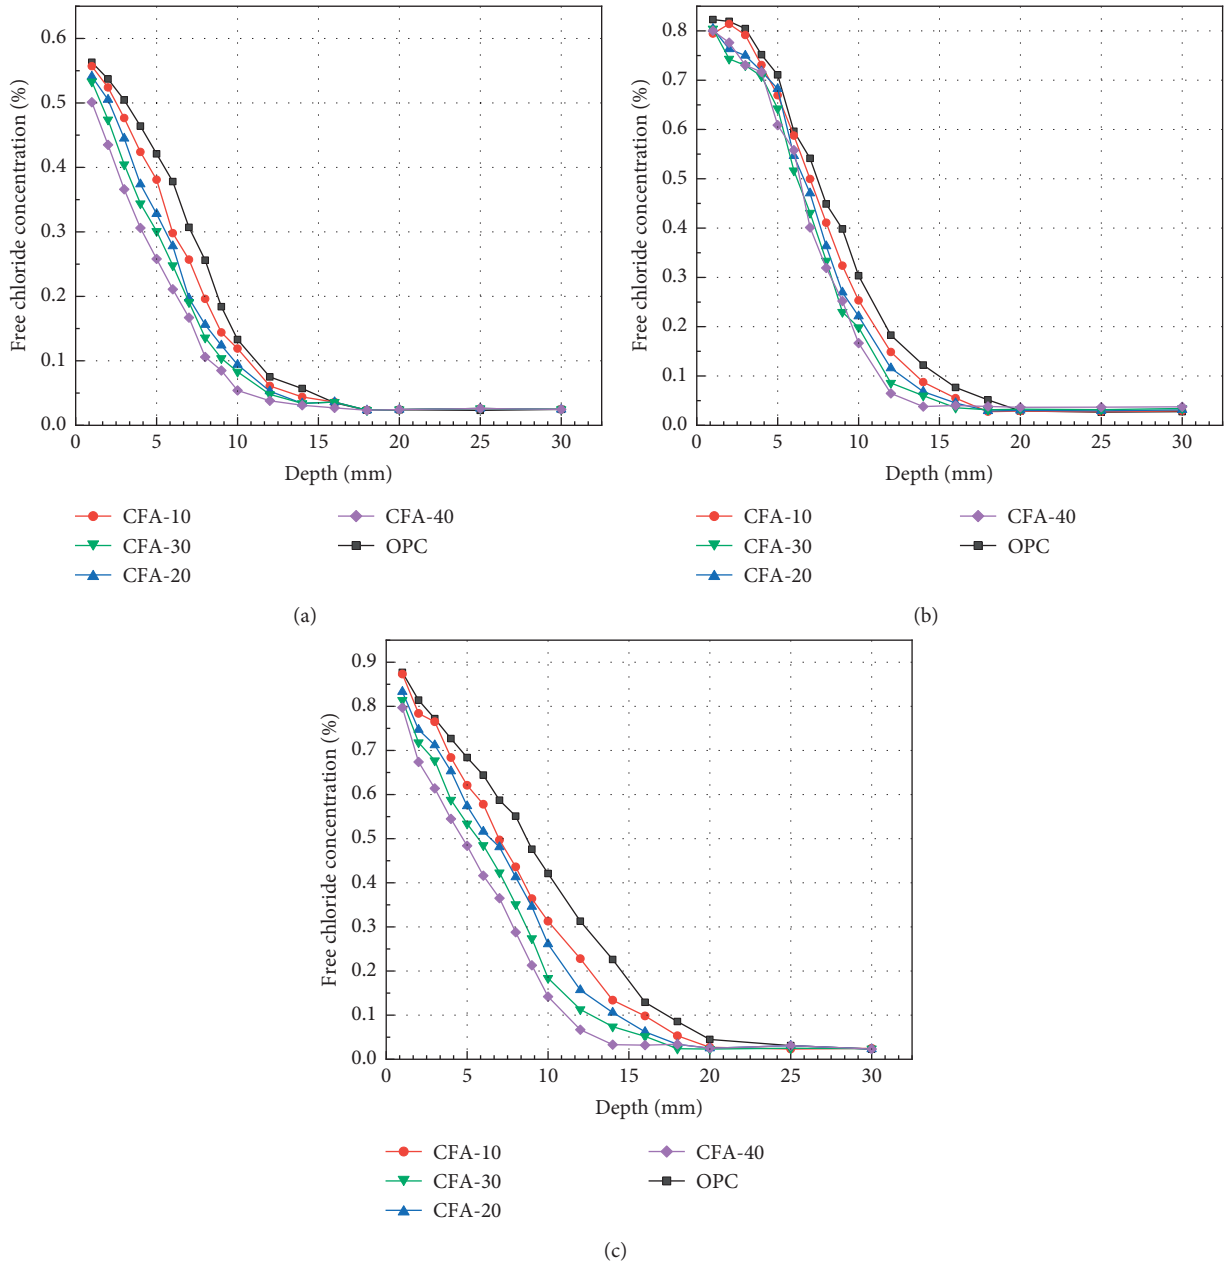 Free chloride concentration (%)
0.6
0.5
0.4
0.3
0.2
0.1
0.0
0 5 10 15 20 25 30
Depth (mm)
CFA-10
CFA-30
CFA-20
CFA-40
OPC
(a)
Free chloride concentration (%)
0.8
0.7
0.6
0.5
0.4
0.3
0.2
0.1
0.0
0 5 10 15 20 25 30
Depth (mm)
CFA-10
CFA-30
CFA-20
CFA-40
OPC
(b)
Free chloride concentration (%)
0.9
0.8
0.7
0.6
0.5
0.4
0.3
0.2
0.1
0.0
0 5 10 15 20 25 30
Depth (mm)
CFA-10
CFA-30
CFA-20
CFA-40
OPC
(c)